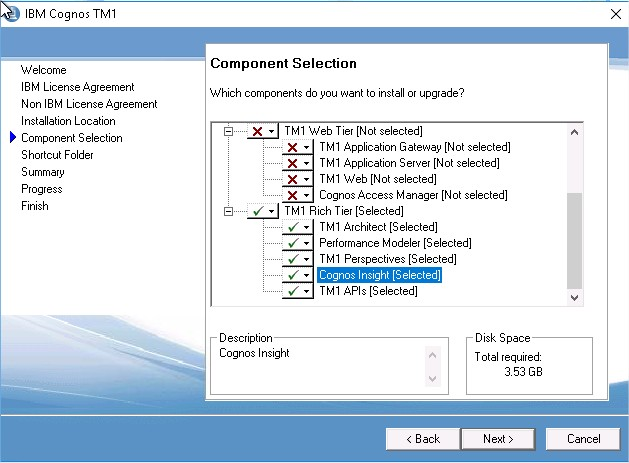 IBM Cognos TM1
Welcome
IBM License Agreement
Non IBM License Agreement
Installation Location
Component Selection
Shortcut Folder
Summary
Progress
Finish
Component Selection
Which components do you want to install or upgrade?
TM1 Web Tier [Not selected]
TM1 Application Gateway [Not selected]
TM1 Application Server [Not selected]
TM1 Web [Not selected]
Cognos Access Manager [Not selected]
TM1 Rich Tier [Selected]
TM1 Architect [Selected]
Performance Modeler [Selected]
TM1 Perspectives [Selected]
Cognos Insight [Selected]
TM1 APIs [Selected]
Description
Cognos Insight
Disk Space
Total required:
3.53 GB
< Back
Next >
Cancel